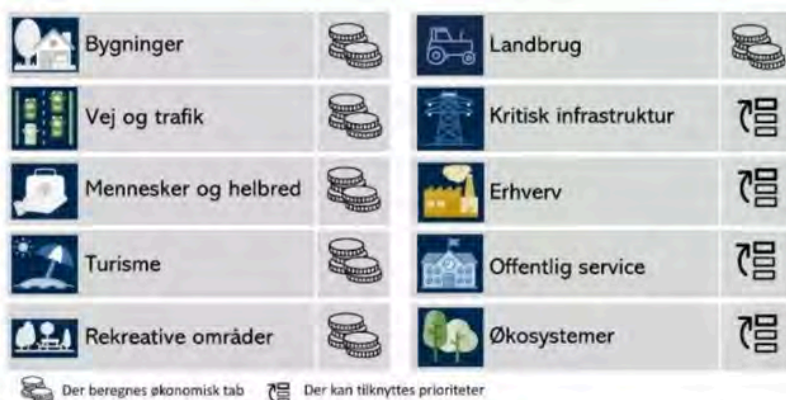 Bygninger
Vej og trafik
Mennesker og helbred
Turisme
Rekreative områder
Landbrug
Kritisk infrastruktur
Erhverv
Offentlig service
Økosystemer
Der beregnes økonomisk tab
Der kan tilknyttes prioriteter